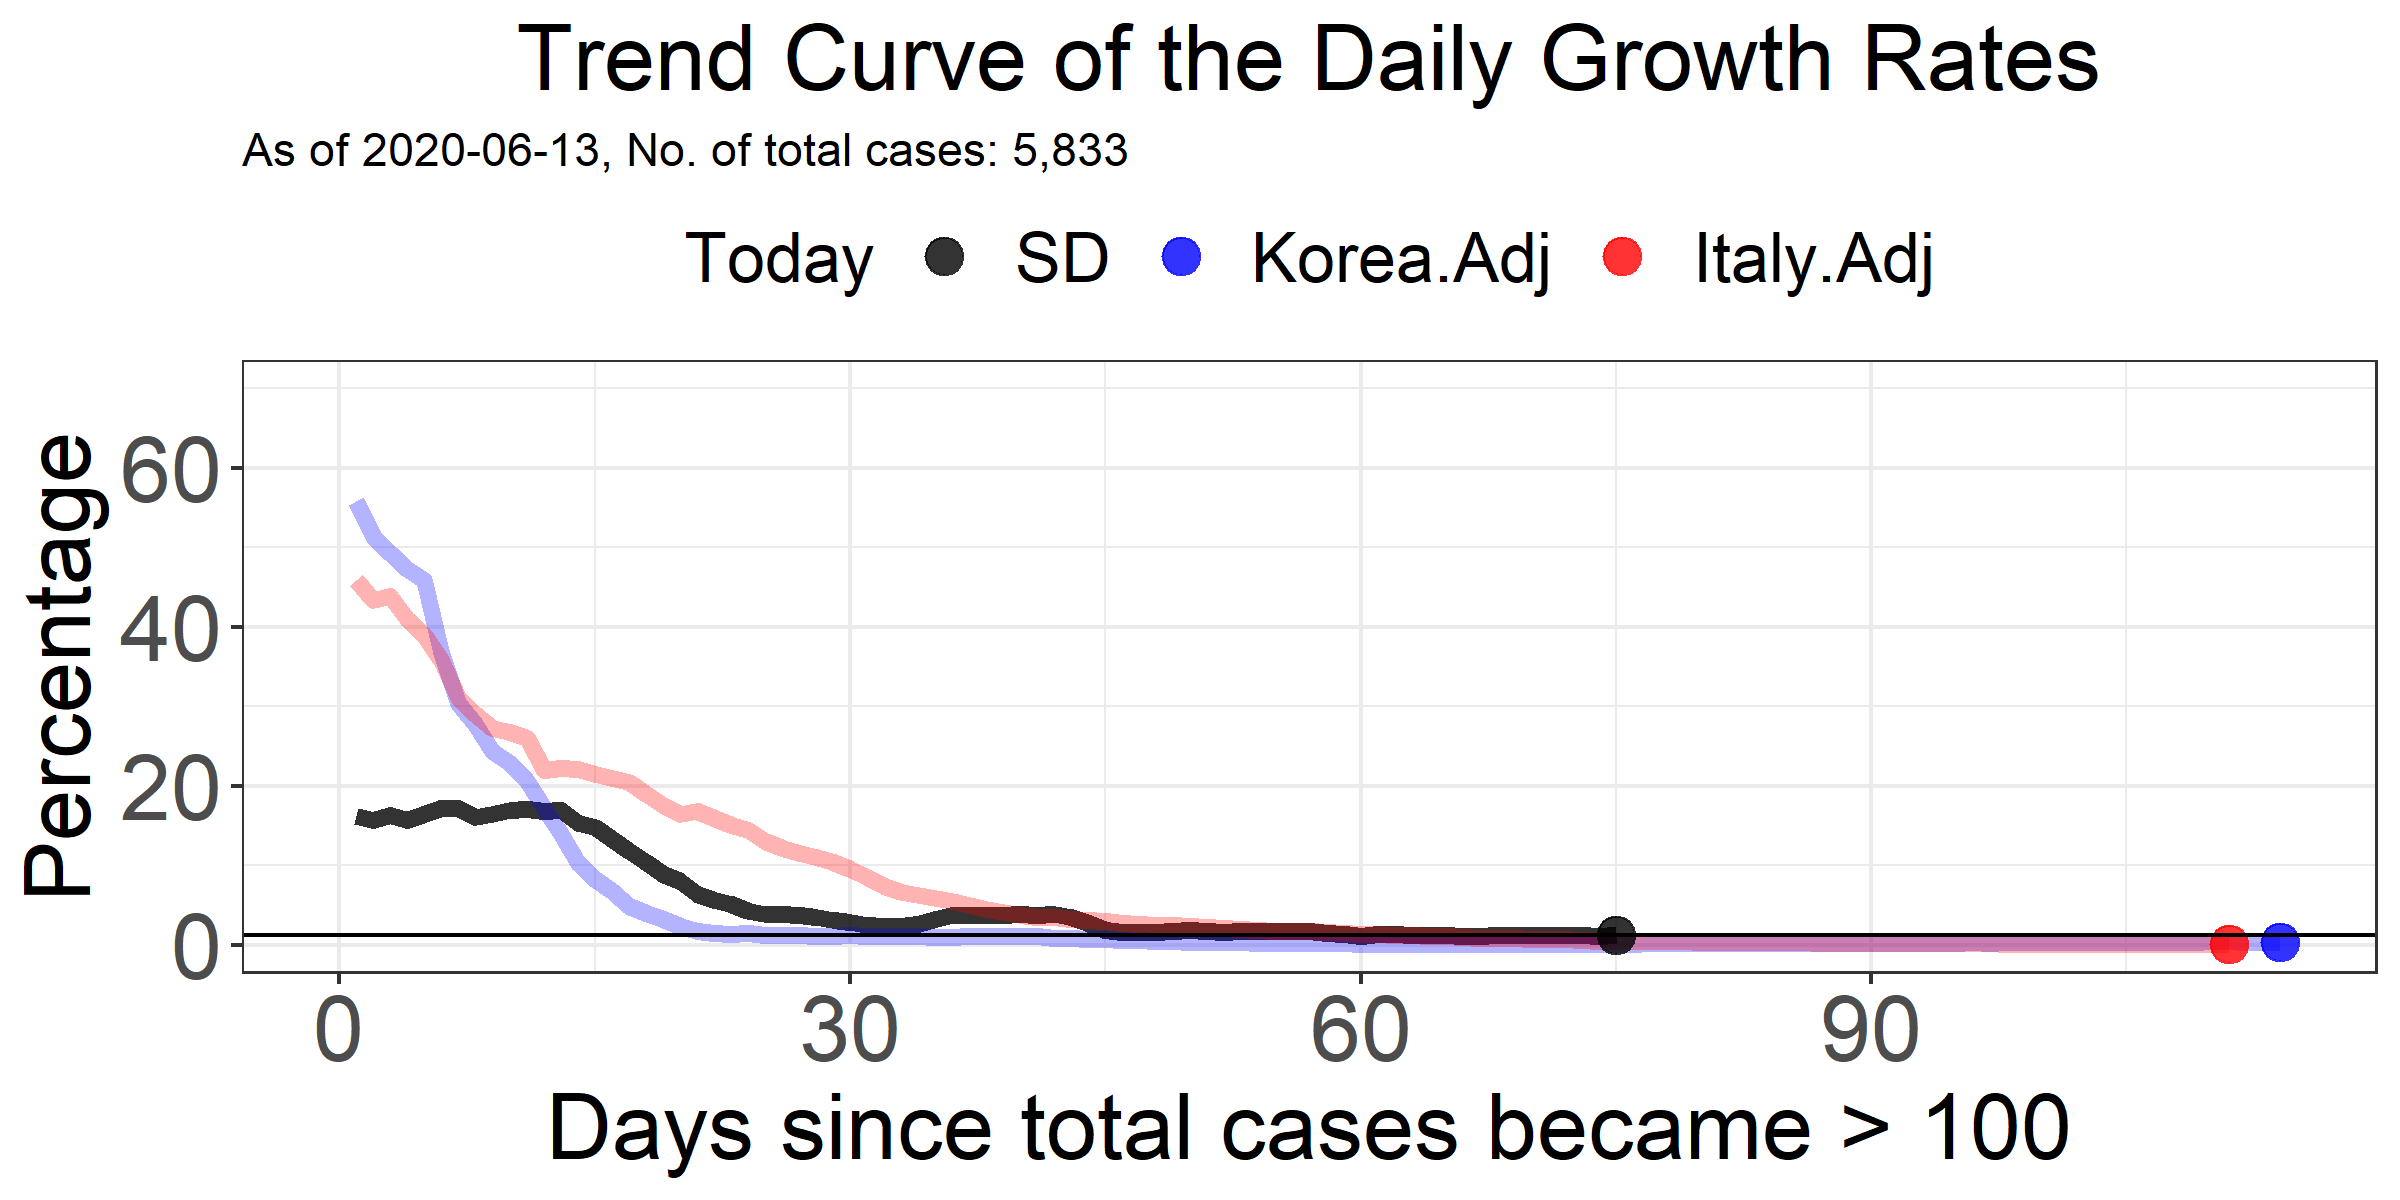 Trend Curve of the Daily Growth Rates
As of 2020-06-13, No. of total cases: 5,833
Today SD Korea.Adj Italy.Adj
Percentage
60
40
20
0
0 30 60 90
Days since total cases became > 100